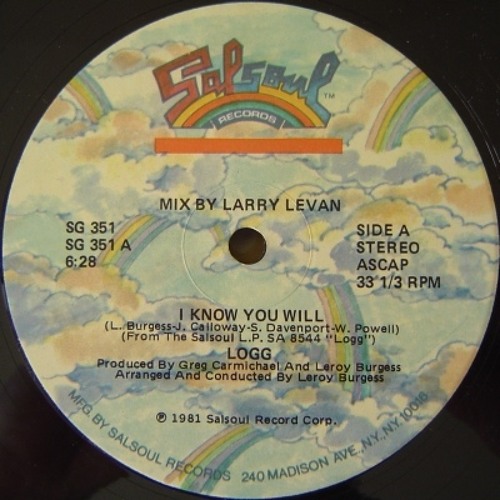 Salsoul
TM
RECORDS
MIX BY LARRY LEVAN
SG 351
SG 351 A
6:28
SIDE A
STEREO
ASCAP
33 1/3 RPM
I KNOW YOU WILL
(L. Burgess-J. Calloway-S. Davenport-W. Powell)
(From The Salsoul L.P. SA 8544 "Logg")
LOGG
Produced By Greg Carmichael And Leroy Burgess
Arranged And Conducted By Leroy Burgess
℗ 1981 Salsoul Record Corp.
MFG. BY SALSOUL RECORDS 240 MADISON AVE., NY., NY. 10016